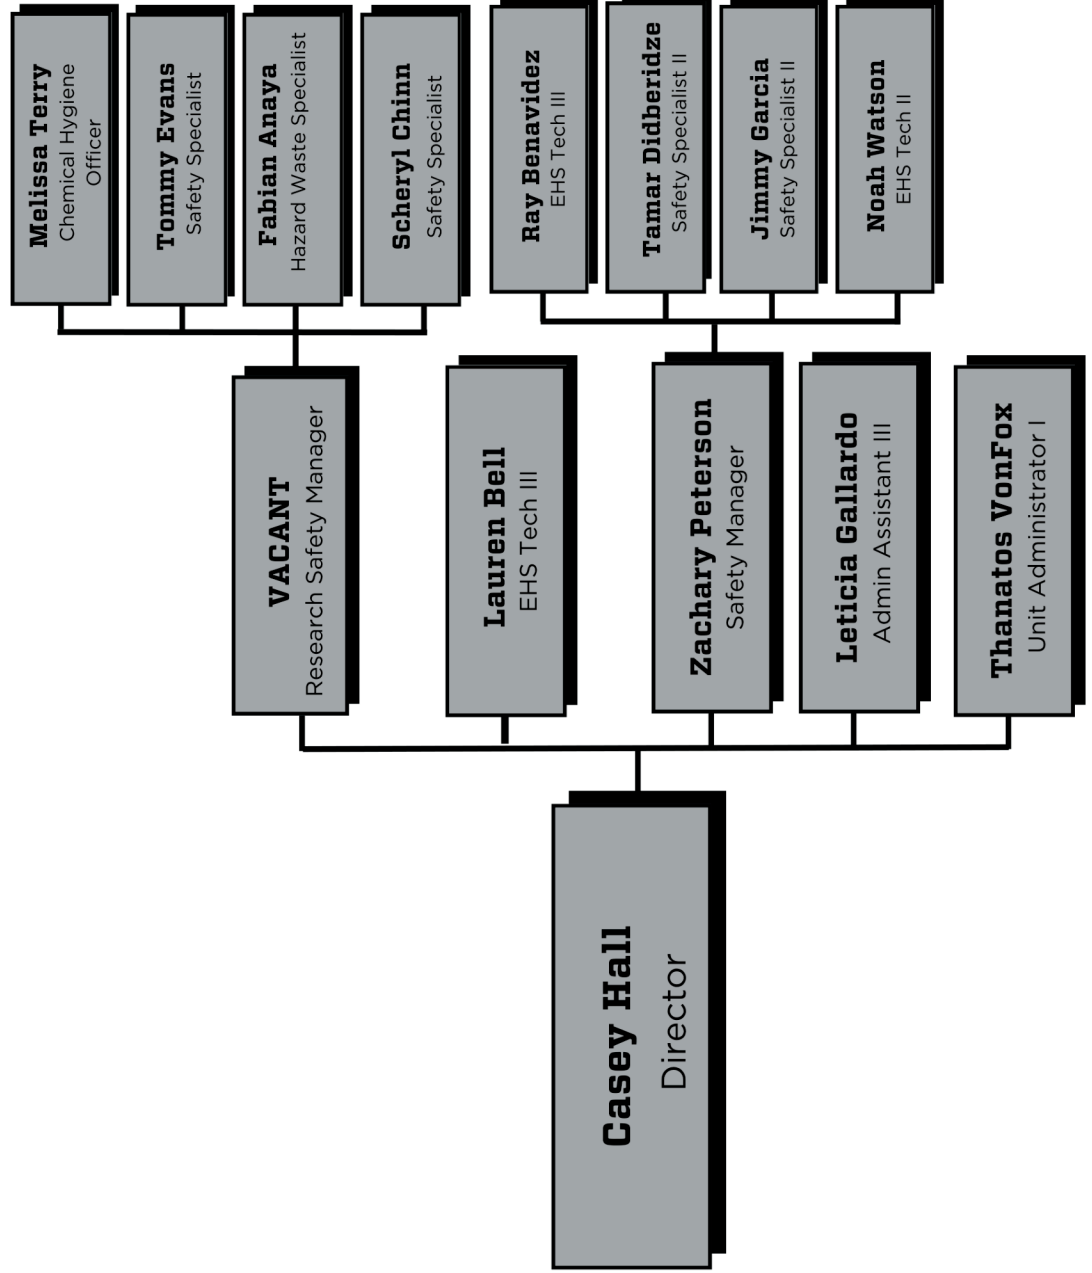 Melissa Terry
Chemical Hygiene
Officer
Tommy Evans
Safety Specialist
Fabian Anaya
Hazard Waste Specialist
Scheryl Chinn
Safety Specialist
Ray Benavidez
EHS Tech III
Tamar Didberidze
Safety Specialist II
Jimmy Garcia
Safety Specialist II
Noah Watson
EHS Tech II
VACANT
Research Safety Manager
Lauren Bell
EHS Tech III
Zachary Peterson
Safety Manager
Leticia Gallardo
Admin Assistant III
Thanatos VonFox
Unit Administrator I
Casey Hall
Director